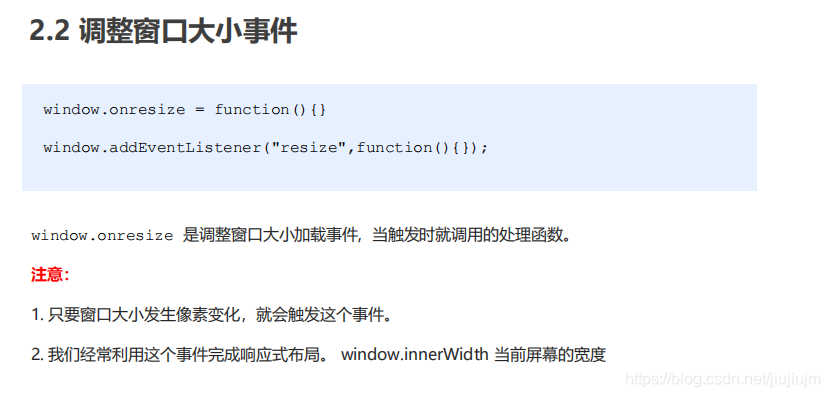 2.2 调整窗口大小事件
window.onresize = function(){}
window.addEventListener("resize",function(){});
window.onresize 是调整窗口大小加载事件, 当触发时就调用的处理函数。
注意：
1. 只要窗口大小发生像素变化，就会触发这个事件。
2. 我们经常利用这个事件完成响应式布局。 window.innerWidth 当前屏幕的宽度
https://blog.csdn.net/jiujiujm